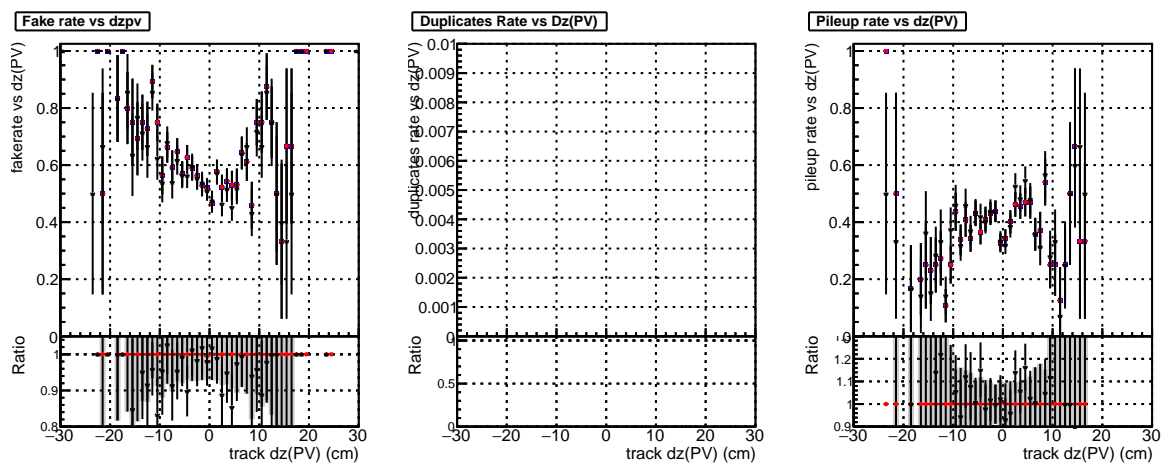 Fake rate vs dzpv
fakerate vs dz(PV)
1
0.8
0.6
0.4
0.2
0
Ratio
1
0.9
0.8
−30 −20 −10 0 10 20 30
track dz(PV) (cm)
Duplicates Rate vs Dz(PV)
duplicates rate vs dz(PV)
0.01
0.009
0.008
0.007
0.006
0.005
0.004
0.003
0.002
0.001
0
Ratio
1
0.5
0
−30 −20 −10 0 10 20 30
track dz(PV) (cm)
Pileup rate vs dz(PV)
pileup rate vs dz(PV)
1
0.8
0.6
0.4
0.2
0
Ratio
1.2
1.1
1
0.9
−30 −20 −10 0 10 20 30
track dz(PV) (cm)